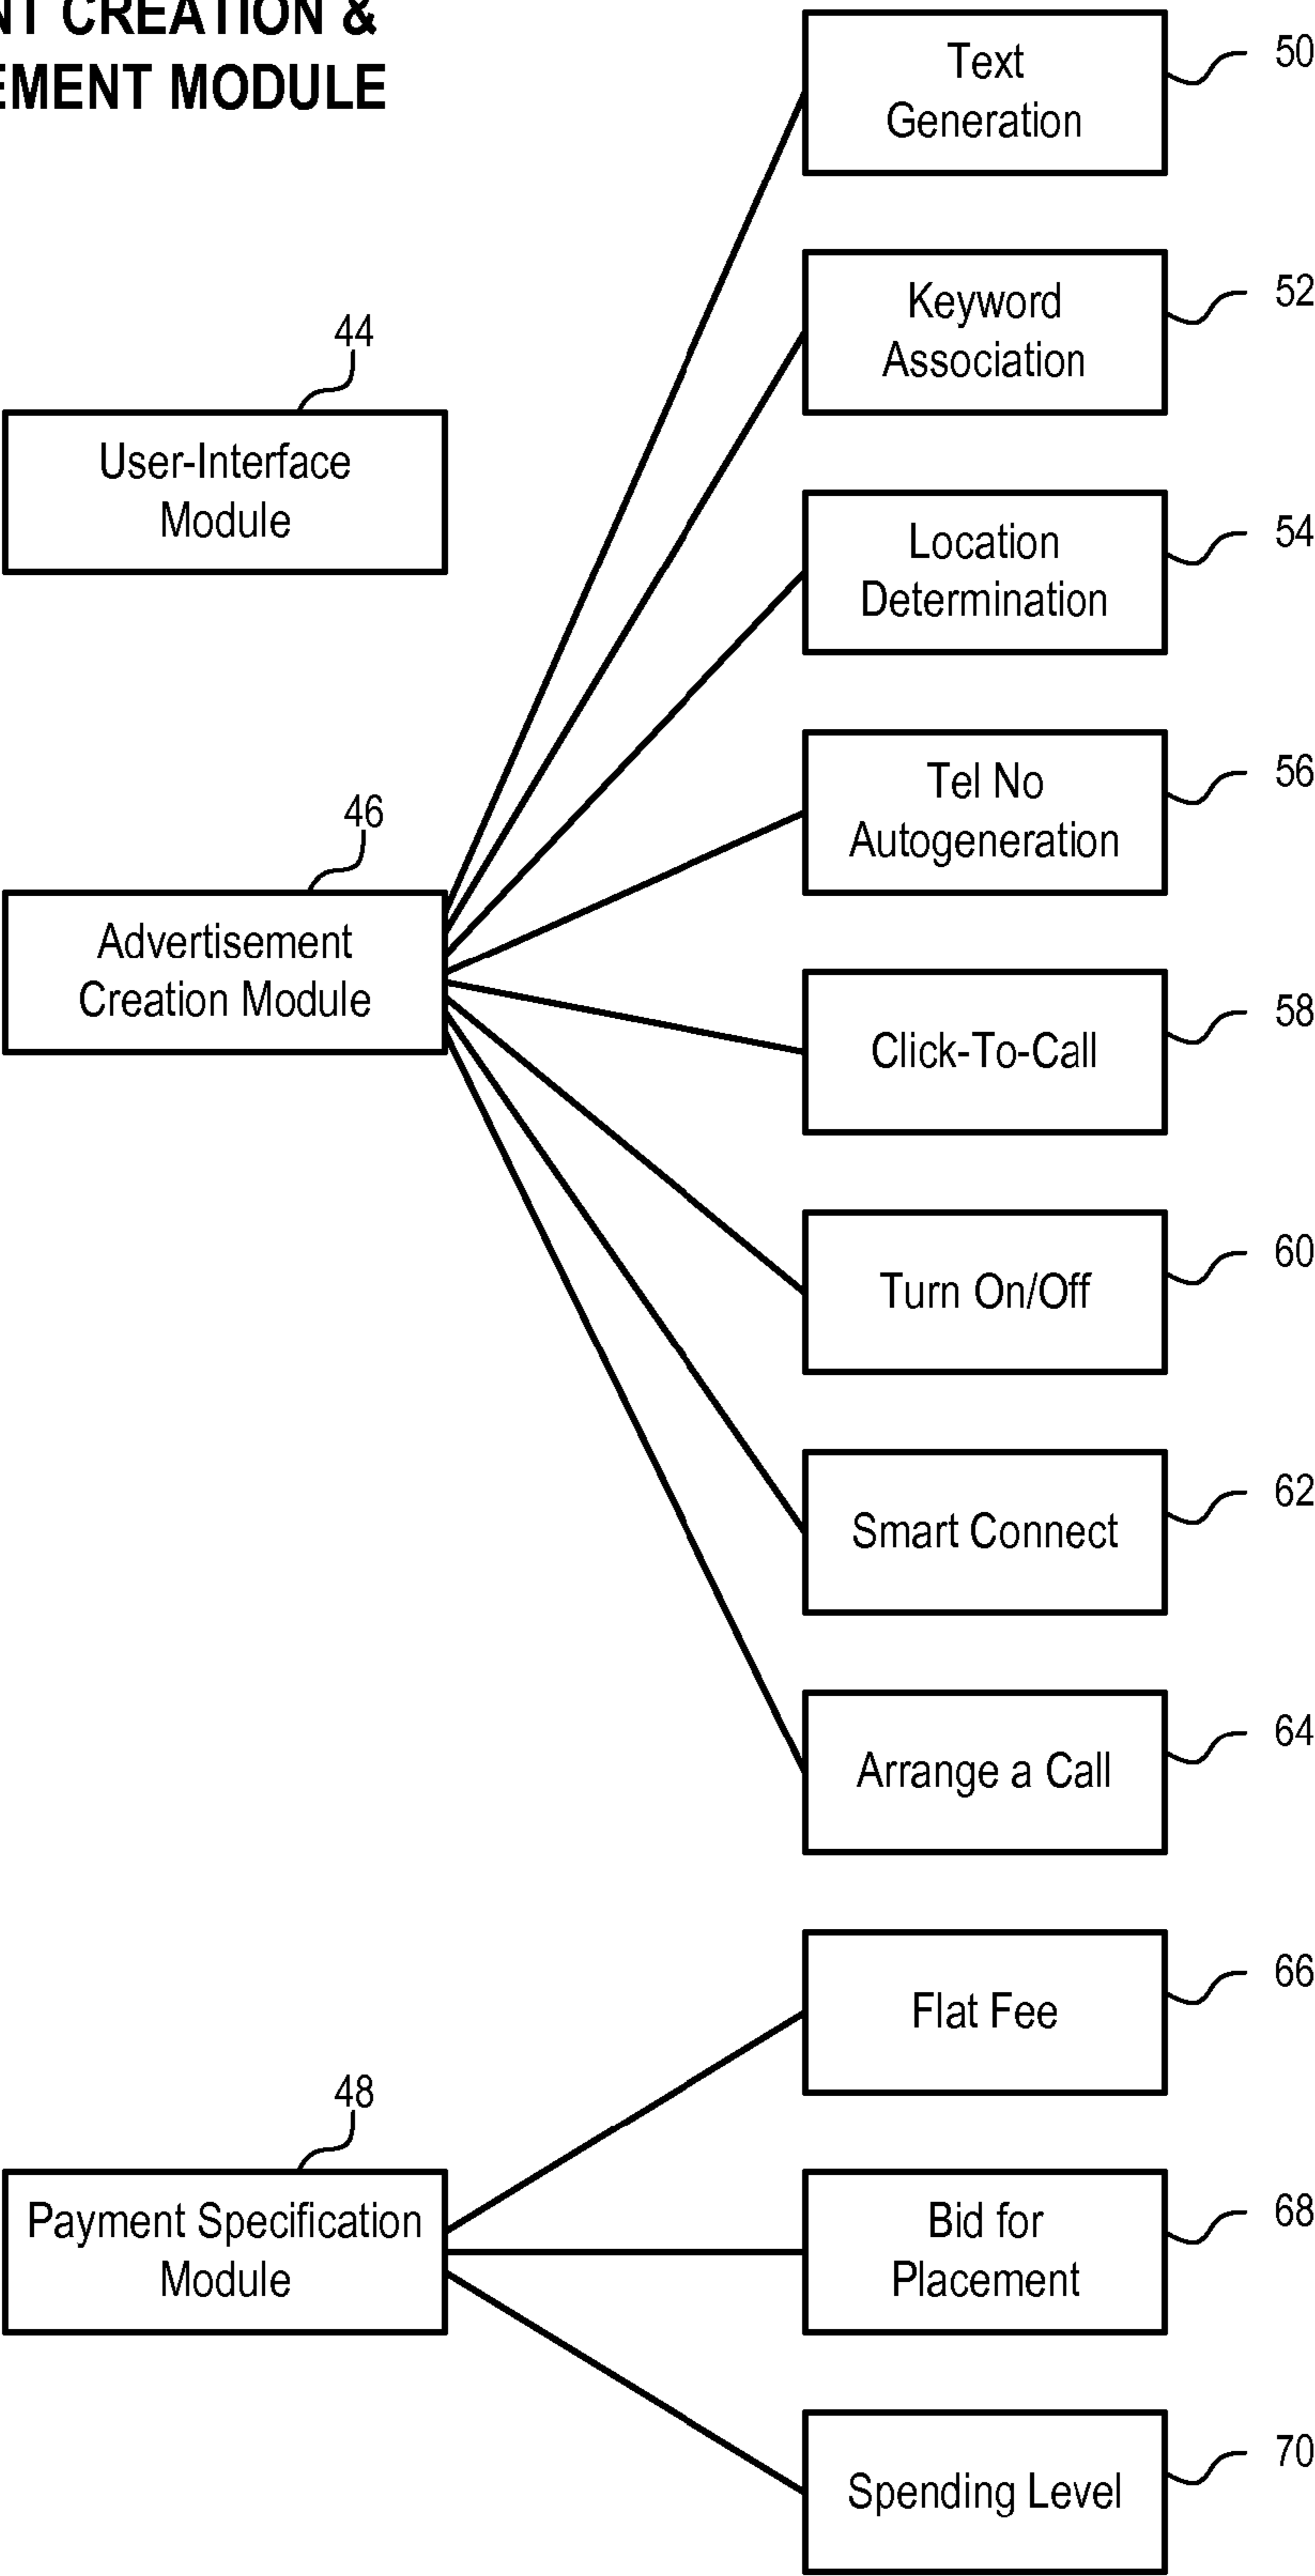 NT CREATION &
EMENT MODULE
50
Text
Generation
52
Keyword
Association
44
User-Interface
Module
54
Location
Determination
56
Tel No
Autogeneration
46
Advertisement
Creation Module
58
Click-To-Call
60
Turn On/Off
62
Smart Connect
64
Arrange a Call
66
Flat Fee
48
Payment Specification
Module
68
Bid for
Placement
70
Spending Level